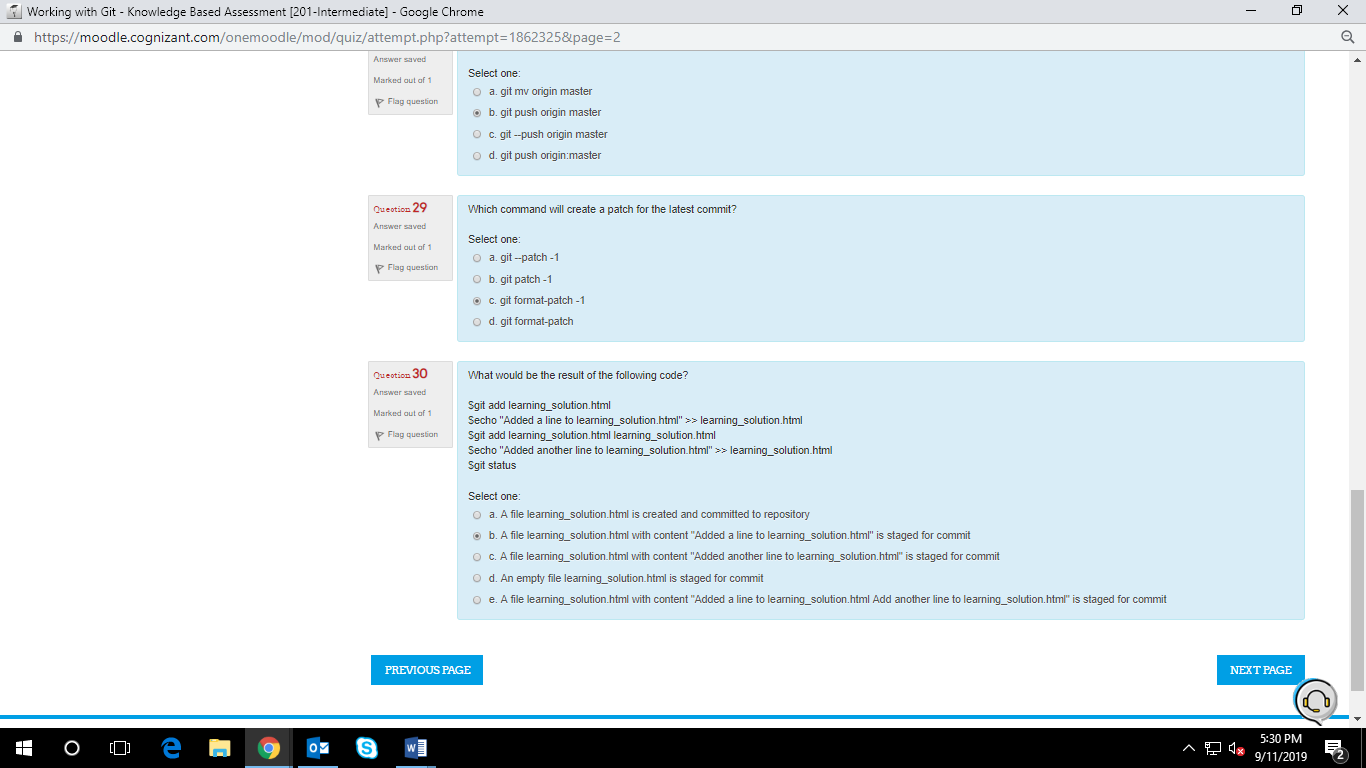 Working with Git - Knowledge Based Assessment [201-Intermediate] - Google Chrome
https://moodle.cognizant.com/onemoodle/mod/quiz/attempt.php?attempt=1862325&page=2
Answer saved
Marked out of 1
Flag question
Select one:
a. git mv origin master
b. git push origin master
c. git --push origin master
d. git push origin:master
Question 29
Answer saved
Marked out of 1
Flag question
Which command will create a patch for the latest commit?
Select one:
a. git --patch -1
b. git patch -1
c. git format-patch -1
d. git format-patch
Question 30
Answer saved
Marked out of 1
Flag question
What would be the result of the following code?
$git add learning_solution.html
$echo "Added a line to learning_solution.html" >> learning_solution.html
$git add learning_solution.html learning_solution.html
$echo "Added another line to learning_solution.html" >> learning_solution.html
$git status
Select one:
a. A file learning_solution.html is created and committed to repository
b. A file learning_solution.html with content "Added a line to learning_solution.html" is staged for commit
c. A file learning_solution.html with content "Added another line to learning_solution.html" is staged for commit
d. An empty file learning_solution.html is staged for commit
e. A file learning_solution.html with content "Added a line to learning_solution.html Add another line to learning_solution.html" is staged for commit
PREVIOUS PAGE
NEXT PAGE
5:30 PM
9/11/2019
2